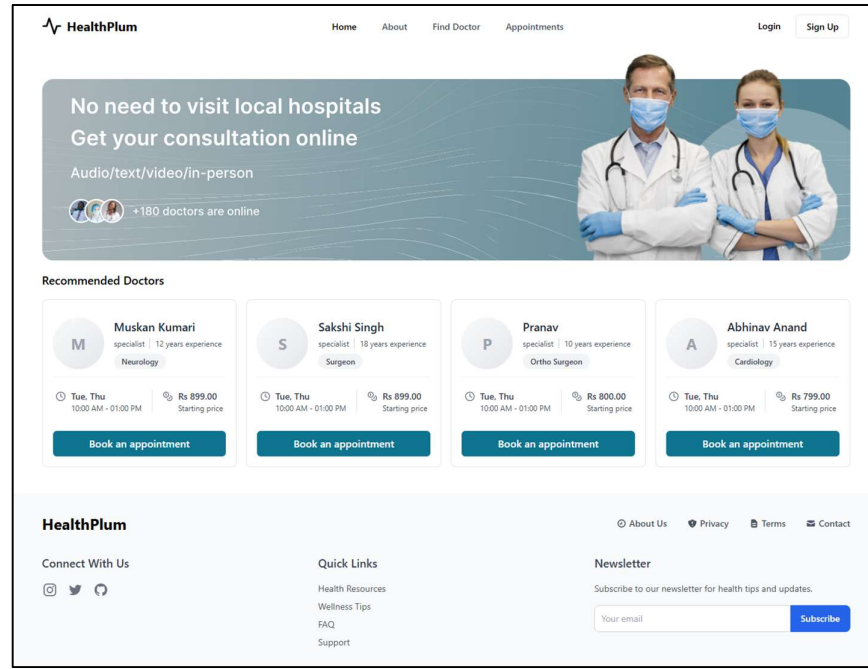 HealthPlum
Home About Find Doctor Appointments
Login Sign Up
No need to visit local hospitals
Get your consultation online
Audio/text/video/in-person
+180 doctors are online
Recommended Doctors
M
Muskan Kumari
specialist | 12 years experience
Neurology
Tue, Thu
10:00 AM - 01:00 PM
Rs 899.00
Starting price
Book an appointment
S
Sakshi Singh
specialist | 18 years experience
Surgeon
Tue, Thu
10:00 AM - 01:00 PM
Rs 899.00
Starting price
Book an appointment
P
Pranav
specialist | 10 years experience
Ortho Surgeon
Tue, Thu
10:00 AM - 01:00 PM
Rs 800.00
Starting price
Book an appointment
A
Abhinav Anand
specialist | 15 years experience
Cardiology
Tue, Thu
10:00 AM - 01:00 PM
Rs 799.00
Starting price
Book an appointment
HealthPlum
About Us Privacy Terms Contact
Connect With Us
Quick Links
Health Resources
Wellness Tips
FAQ
Support
Newsletter
Subscribe to our newsletter for health tips and updates.
Your email
Subscribe